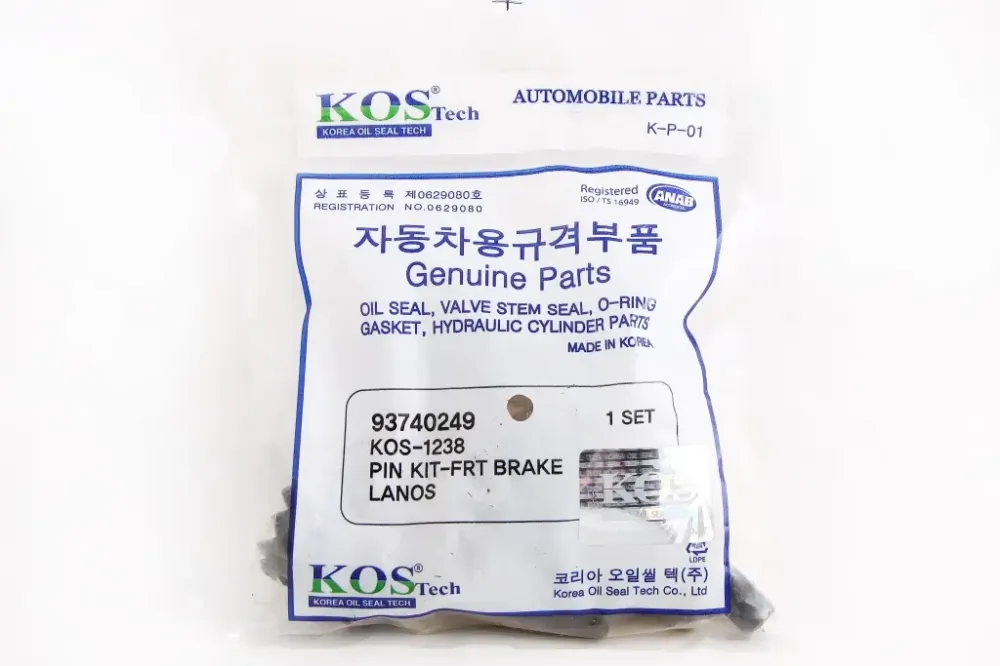 KOS® Tech
KOREA OIL SEAL TECH
AUTOMOBILE PARTS
K-P-01
상 표 등 록 제0629080호
REGISTRATION NO.0629080
Registered
ISO / TS 16949
ANAB
자동차용규격부품
Genuine Parts
OIL SEAL, VALVE STEM SEAL, O-RING
GASKET, HYDRAULIC CYLINDER PARTS
MADE IN KOREA
93740249
1 SET
KOS-1238
PIN KIT-FRT BRAKE
LANOS
KOS
LDPE
KOS® Tech
KOREA OIL SEAL TECH
코리아 오일씰 텍(주)
Korea Oil Seal Tech Co., Ltd